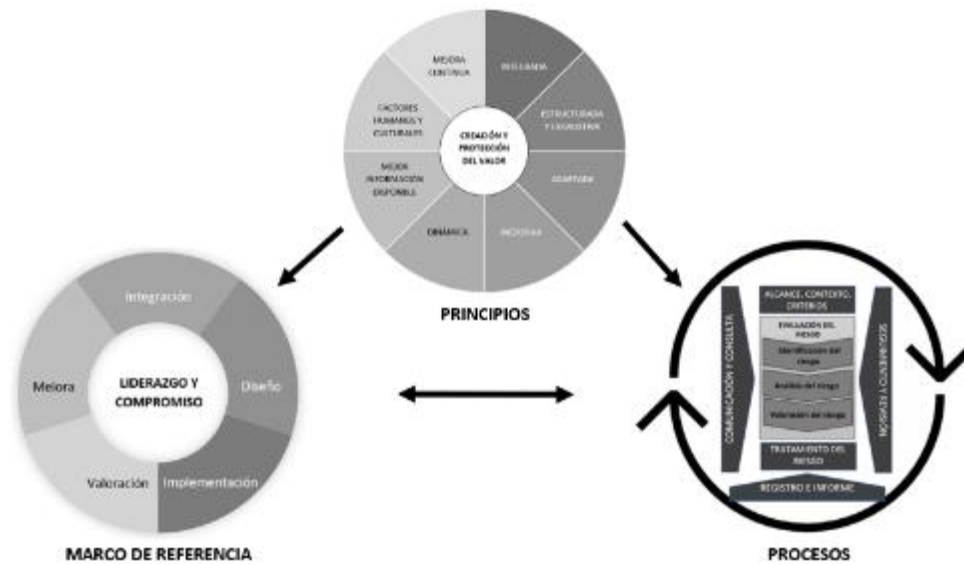 MEJORA
CONTINUA
INTEGRADA
FACTORES
HUMANOS Y
CULTURALES
ESTRUCTURADA
Y EXHAUSTIVA
CREACIÓN Y
PROTECCIÓN
DEL VALOR
MEJOR
INFORMACIÓN
DISPONIBLE
ADAPTADA
DINÁMICA
INCLUSIVA
PRINCIPIOS
Integración
Mejora
LIDERAZGO Y
COMPROMISO
Diseño
Valoración
Implementación
MARCO DE REFERENCIA
ALCANCE, CONTEXTO,
CRITERIOS
COMUNICACIÓN Y CONSULTA
EVALUACIÓN DEL
RIESGO
Identificación del
riesgo
Análisis del riesgo
Valoración del riesgo
SEGUIMIENTO Y REVISIÓN
TRATAMIENTO DEL
RIESGO
REGISTRO E INFORME
PROCESOS